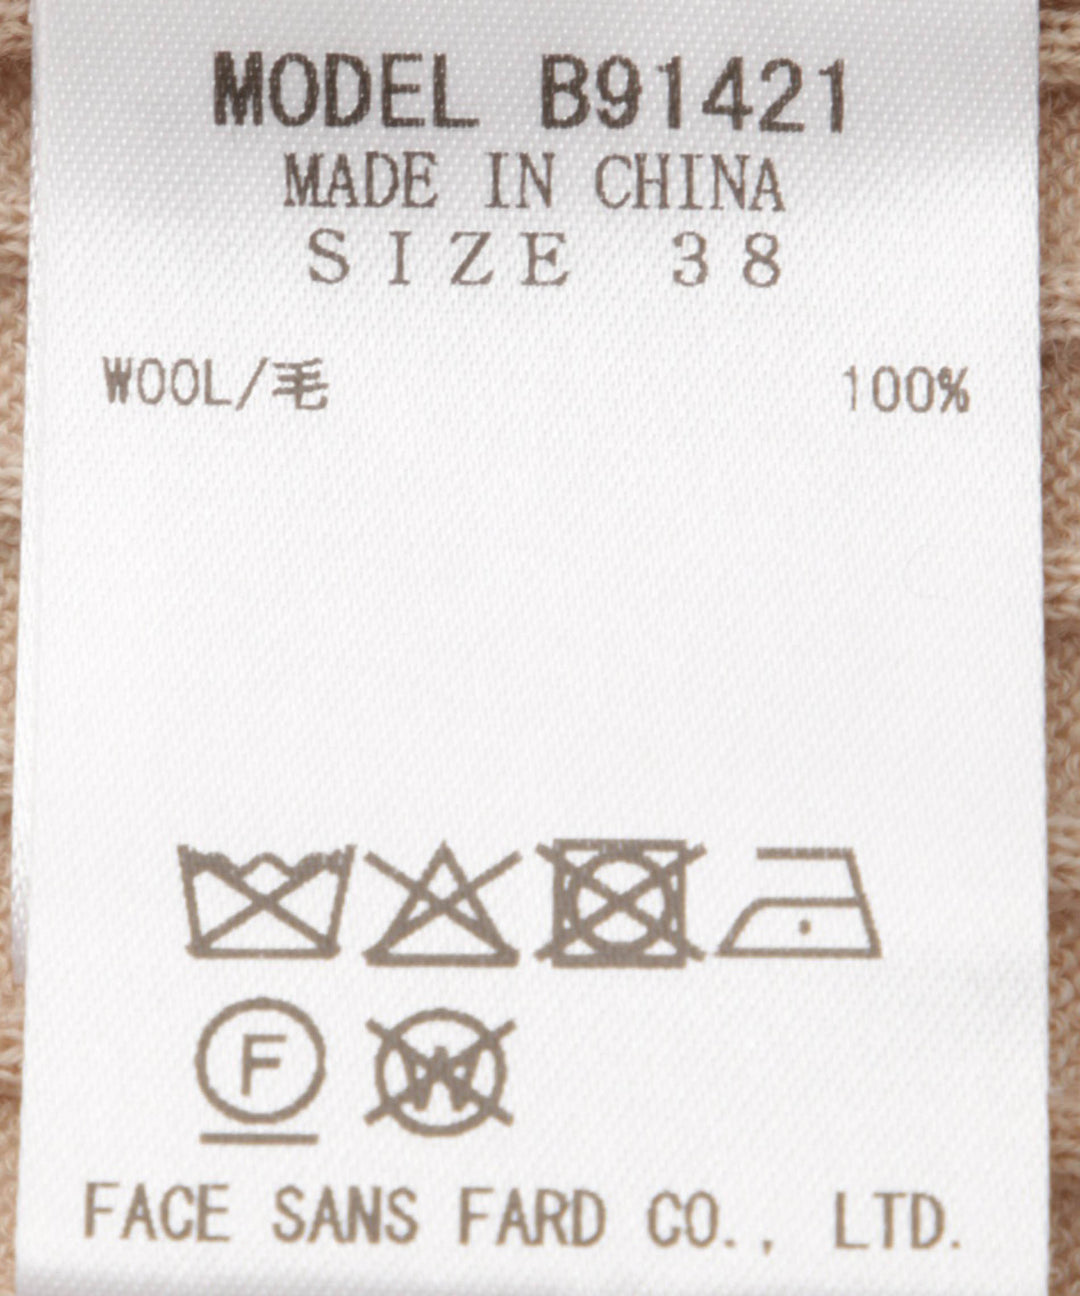 MODEL B91421
MADE IN CHINA
SIZE 38
WOOL/毛 100%
F W
FACE SANS FARD CO., LTD.